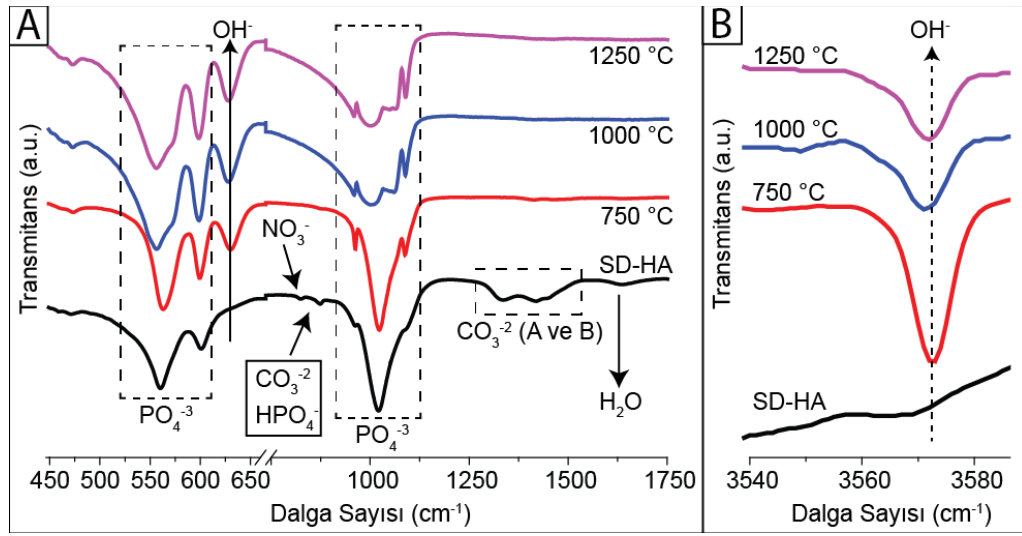 A
OH⁻
1250 °C
1000 °C
750 °C
NO₃⁻
SD-HA
CO₃⁻² (A ve B)
CO₃⁻²
HPO₄⁻
H₂O
PO₄⁻³
PO₄⁻³
Transmitans (a.u.)
450 500 550 600 650 1000 1250 1500 1750
Dalga Sayısı (cm⁻¹)
B
OH⁻
1250 °C
1000 °C
750 °C
SD-HA
Transmitans (a.u.)
3540 3560 3580
Dalga Sayısı (cm⁻¹)